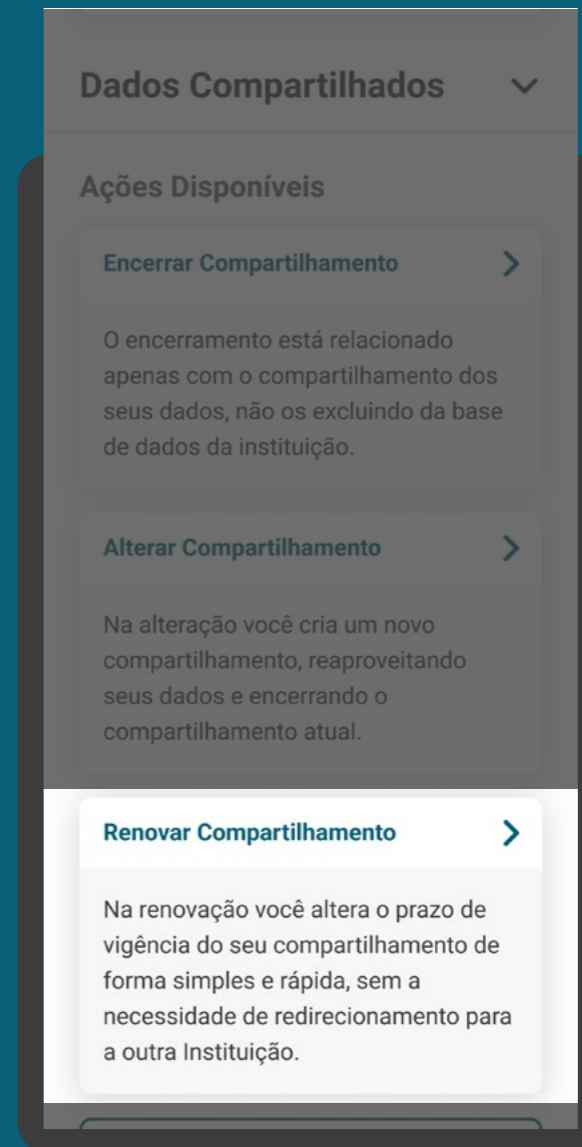 Dados Compartilhados
Ações Disponíveis
Encerrar Compartilhamento
O encerramento está relacionado
apenas com o compartilhamento dos
seus dados, não os excluindo da base
de dados da instituição.
Alterar Compartilhamento
Na alteração você cria um novo
compartilhamento, reaproveitando
seus dados e encerrando o
compartilhamento atual.
Renovar Compartilhamento
Na renovação você altera o prazo de
vigência do seu compartilhamento de
forma simples e rápida, sem a
necessidade de redirecionamento para
a outra Instituição.